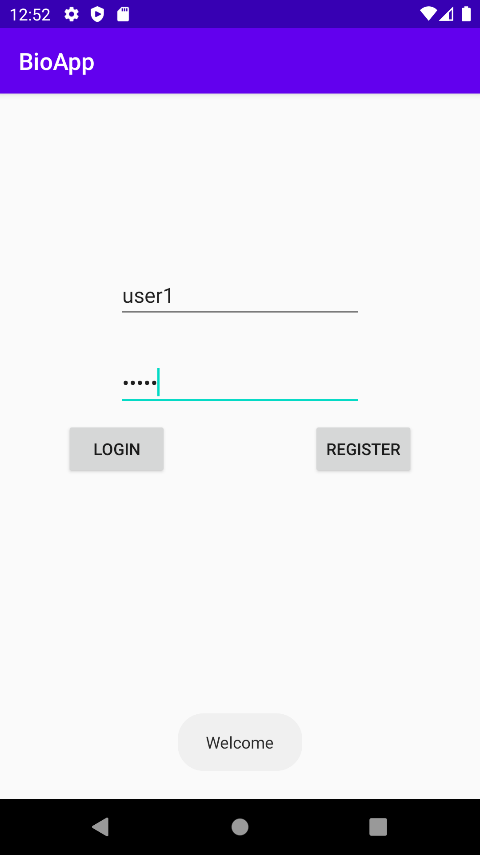 12:52
BioApp
user1
•••••
LOGIN
REGISTER
Welcome